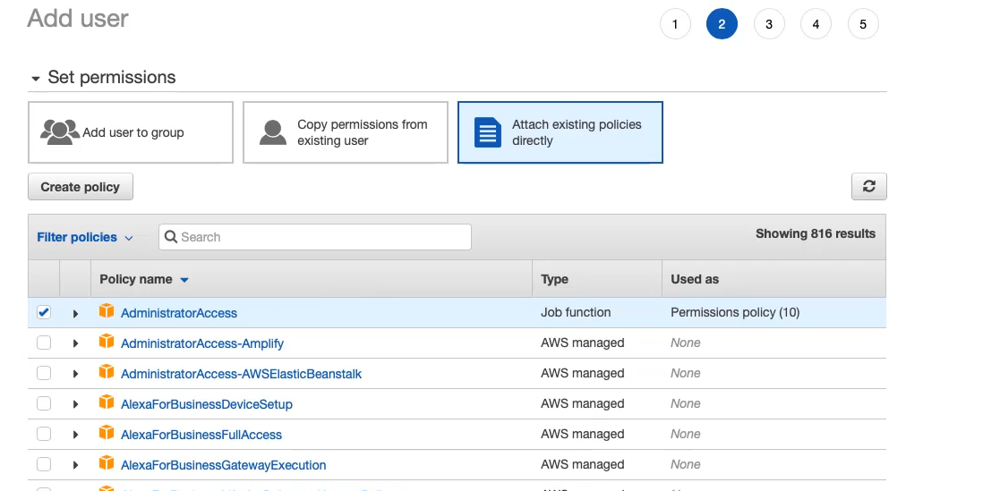 Add user
1 2 3 4 5
Set permissions
Add user to group
Copy permissions from
existing user
Attach existing policies
directly
Create policy
Filter policies
Search
Showing 816 results
Policy name Type Used as
AdministratorAccess Job function Permissions policy (10)
AdministratorAccess-Amplify AWS managed None
AdministratorAccess-AWSElasticBeanstalk AWS managed None
AlexaForBusinessDeviceSetup AWS managed None
AlexaForBusinessFullAccess AWS managed None
AlexaForBusinessGatewayExecution AWS managed None